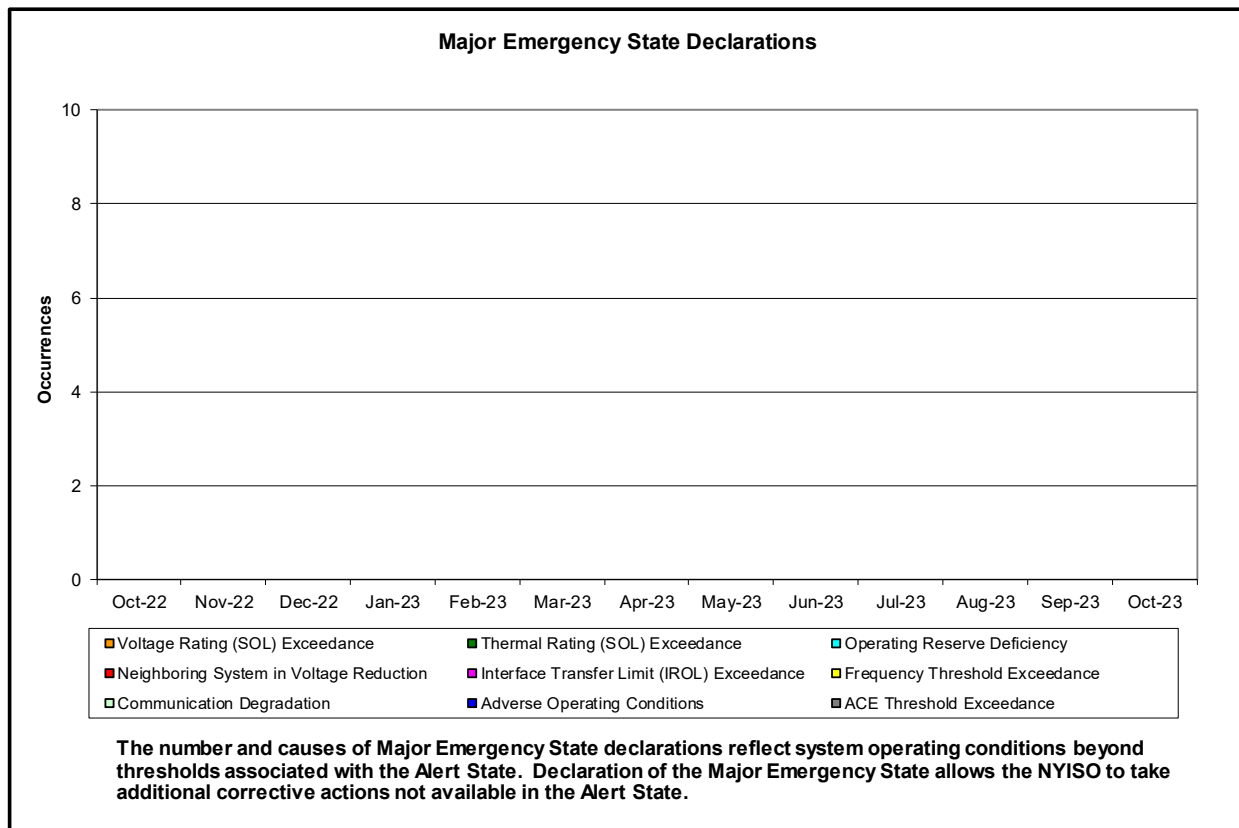 Major Emergency State Declarations
10
8
6
4
2
0
Occurrences
Oct-22 Nov-22 Dec-22 Jan-23 Feb-23 Mar-23 Apr-23 May-23 Jun-23 Jul-23 Aug-23 Sep-23 Oct-23
Voltage Rating (SOL) Exceedance Thermal Rating (SOL) Exceedance Operating Reserve Deficiency
Neighboring System in Voltage Reduction Interface Transfer Limit (IROL) Exceedance Frequency Threshold Exceedance
Communication Degradation Adverse Operating Conditions ACE Threshold Exceedance
The number and causes of Major Emergency State declarations reflect system operating conditions beyond
thresholds associated with the Alert State. Declaration of the Major Emergency State allows the NYISO to take
additional corrective actions not available in the Alert State.